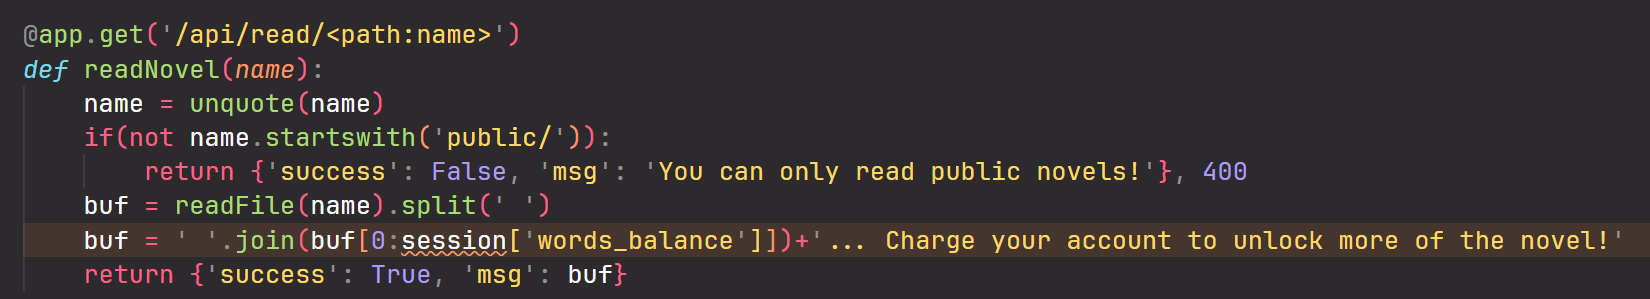 @app.get('/api/read/<path:name>')
def readNovel(name):
    name = unquote(name)
    if(not name.startswith('public/')):
        return {'success': False, 'msg': 'You can only read public novels!'}, 400
    buf = readFile(name).split(' ')
    buf = ' '.join(buf[0:session['words_balance']])+'... Charge your account to unlock more of the novel!'
    return {'success': True, 'msg': buf}